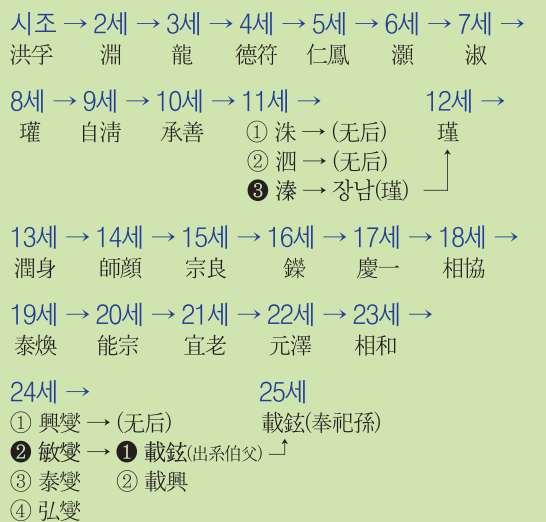 시조 → 2세 → 3세 → 4세 → 5세 → 6세 → 7세 →
洪孚 淵 龍 德符 仁鳳 灝 淑
8세 → 9세 → 10세 → 11세 → 12세 →
瓘 自淸 承善 ① 洙 → (无后) 瑾
② 泗 → (无后)
❸ 溱 → 장남(瑾)
13세 → 14세 → 15세 → 16세 → 17세 → 18세 →
潤身 師顔 宗良 鑅 慶一 相協
19세 → 20세 → 21세 → 22세 → 23세 →
泰煥 能宗 宜老 元澤 相和
24세 → 25세
① 興燮 → (无后) 載鉉(奉祀孫)
❷ 敏燮 → ❶ 載鉉(出系伯父)
③ 泰燮 ② 載興
④ 弘燮